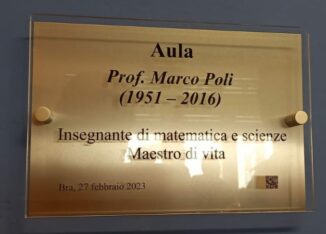 Aula
Prof. Marco Poli
(1951 – 2016)
Insegnante di matematica e scienze
Maestro di vita
Bra, 27 febbraio 2023